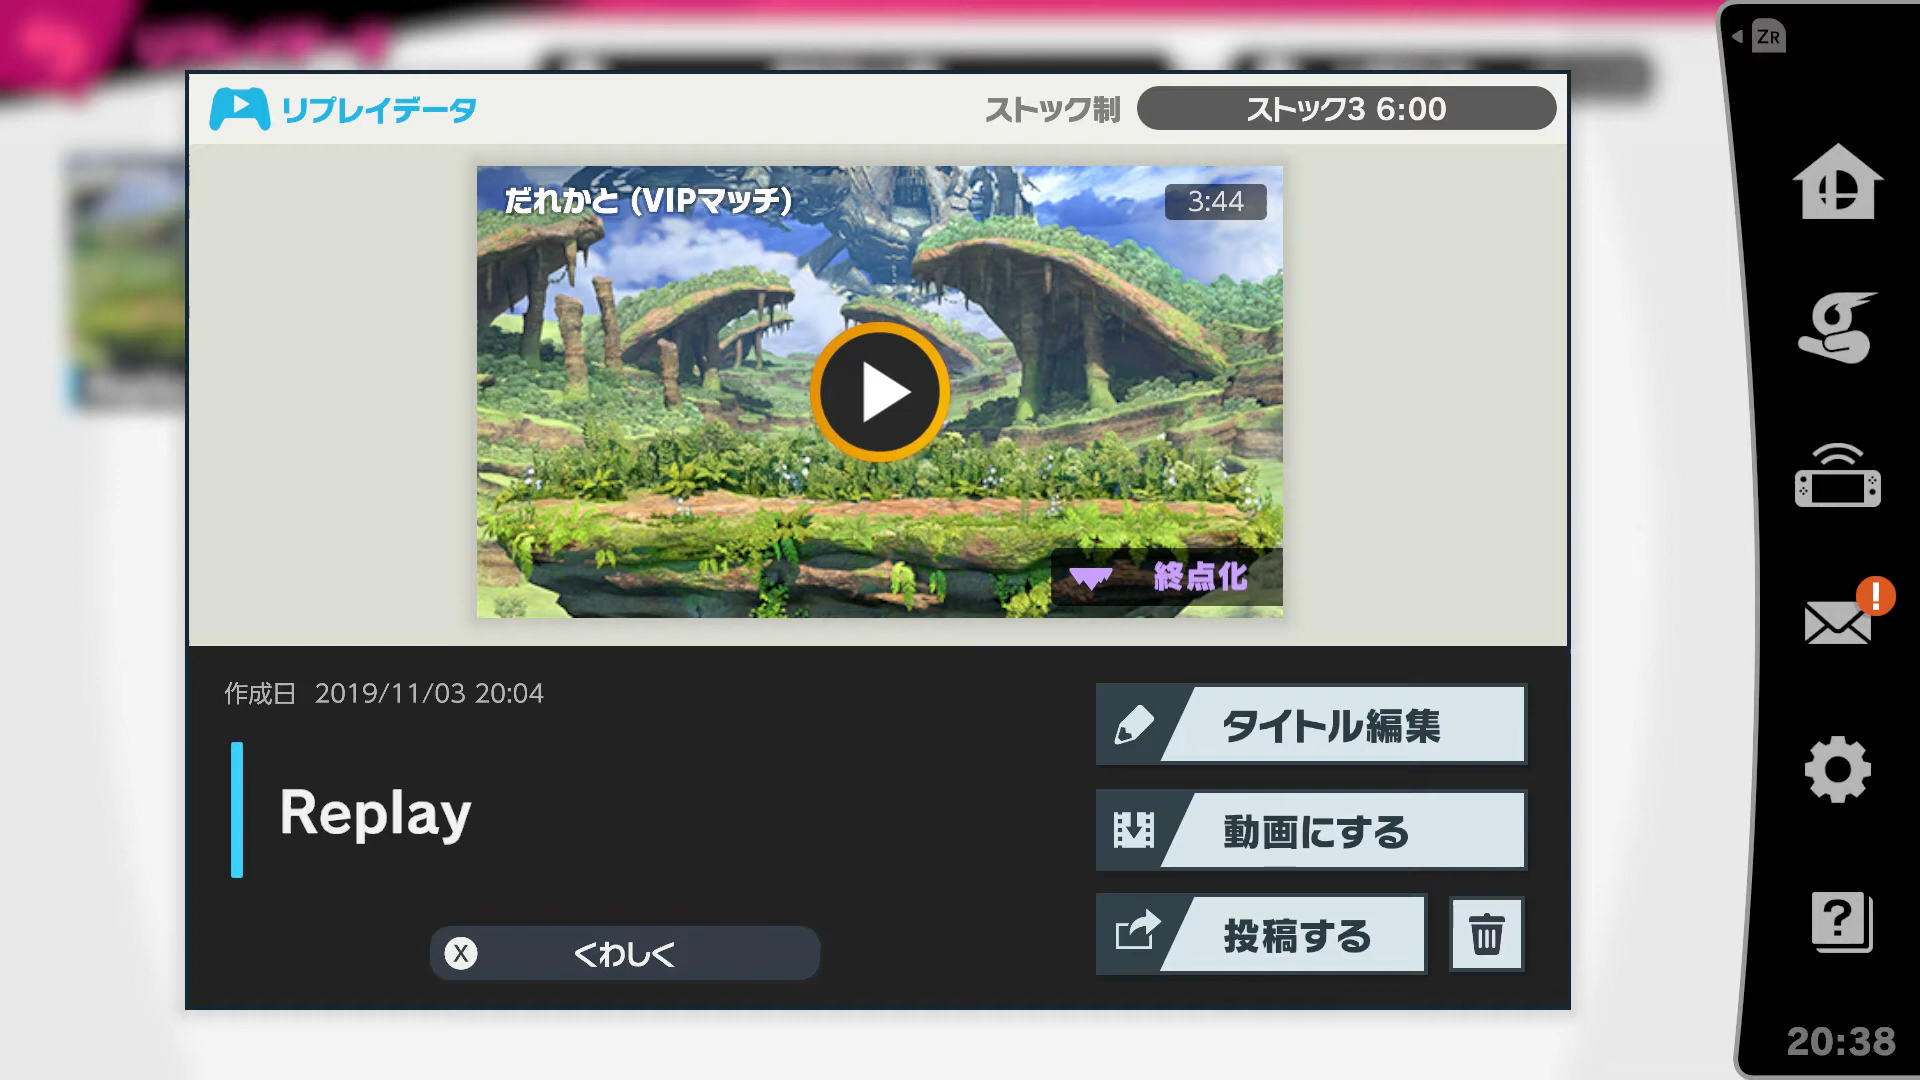 ZR
リプレイデータ
ストック制
ストック3 6:00
だれかと (VIPマッチ)
3:44
終点化
作成日 2019/11/03 20:04
Replay
タイトル編集
動画にする
投稿する
X くわしく
20:38